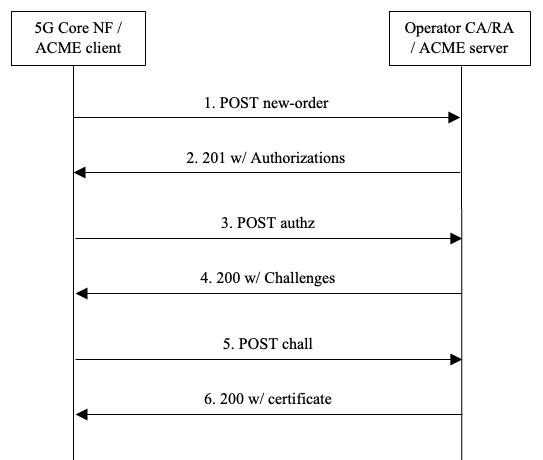 5G Core NF /
ACME client
Operator CA/RA
/ ACME server
1. POST new-order
2. 201 w/ Authorizations
3. POST authz
4. 200 w/ Challenges
5. POST chall
6. 200 w/ certificate